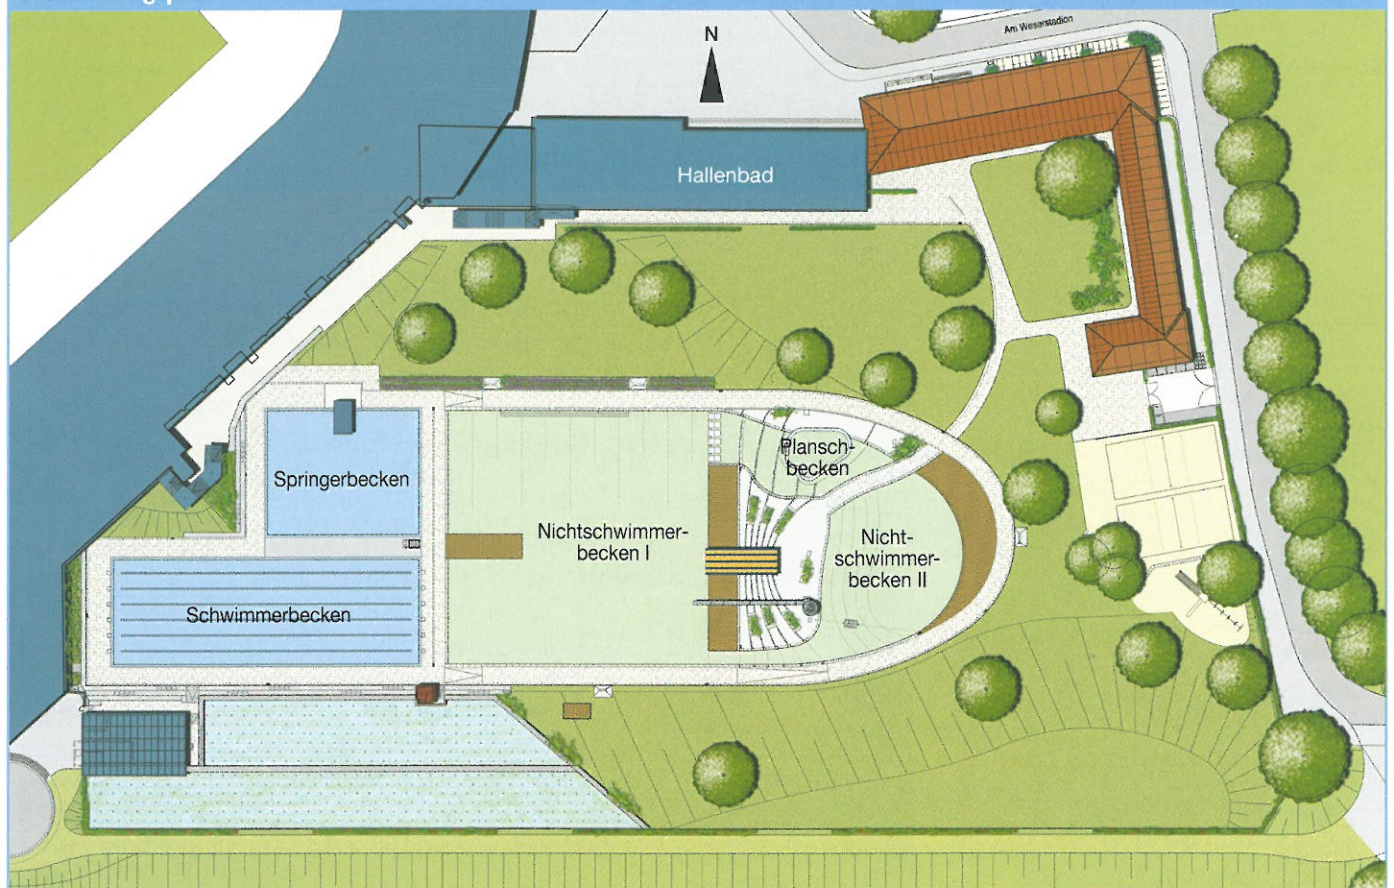 Am Weserstadion
N
Hallenbad
Plansch-
becken
Springerbecken
Nichtschwimmer-
becken I
Nicht-
schwimmer-
becken II
Schwimmerbecken